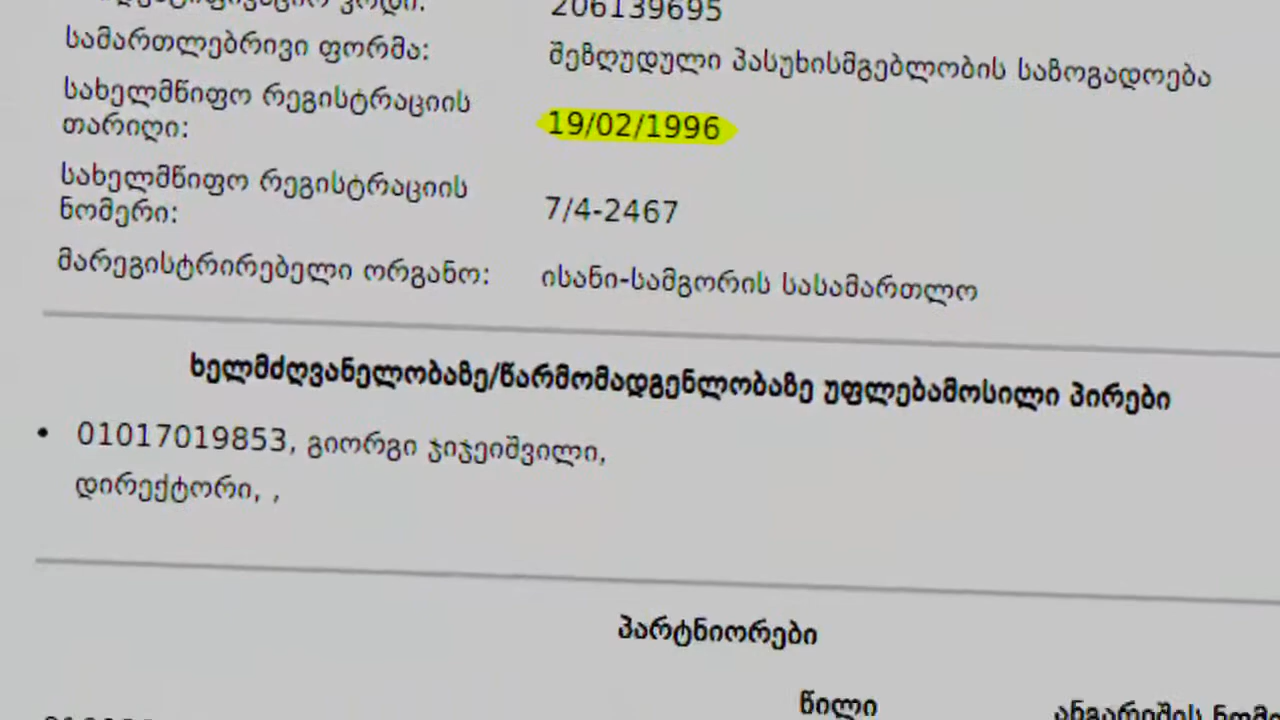 კოდი: 206139695
სამართლებრივი ფორმა: შეზღუდული პასუხისმგებლობის საზოგადოება
სახელმწიფო რეგისტრაციის
თარიღი: 19/02/1996
სახელმწიფო რეგისტრაციის
ნომერი: 7/4-2467
მარეგისტრირებელი ორგანო: ისანი-სამგორის სასამართლო
ხელმძღვანელობაზე/წარმომადგენლობაზე უფლებამოსილი პირები
• 01017019853, გიორგი ჯიჯეიშვილი,
დირექტორი, ,
პარტნიორები
წილი